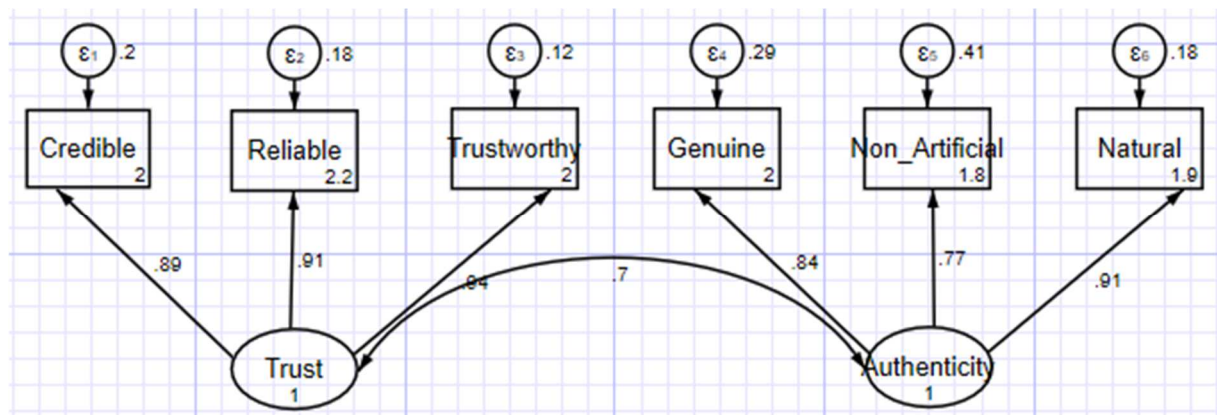 ε1 .2
ε2 .18
ε3 .12
ε4 .29
ε5 .41
ε6 .18
Credible
2
Reliable
2.2
Trustworthy
2
Genuine
2
Non_Artificial
1.8
Natural
1.9
.89
.91
.94
.7
.84
.77
.91
Trust
1
Authenticity
1